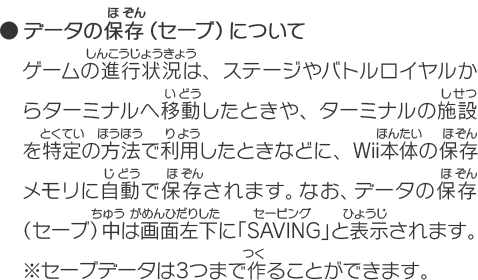 ● データの保存（セーブ）について
ゲームの進行状況は、ステージやバトルロイヤルか
らターミナルへ移動したときや、ターミナルの施設
を特定の方法で利用したときなどに、Wii本体の保存
メモリに自動で保存されます。なお、データの保存
（セーブ）中は画面左下に「SAVING」と表示されます。
※セーブデータは3つまで作ることができます。